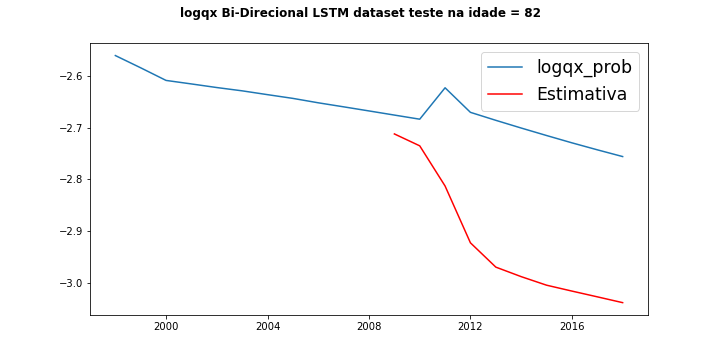 logqx Bi-Direcional LSTM dataset teste na idade = 82
logqx_prob
Estimativa
−2.6
−2.7
−2.8
−2.9
−3.0
2000 2004 2008 2012 2016